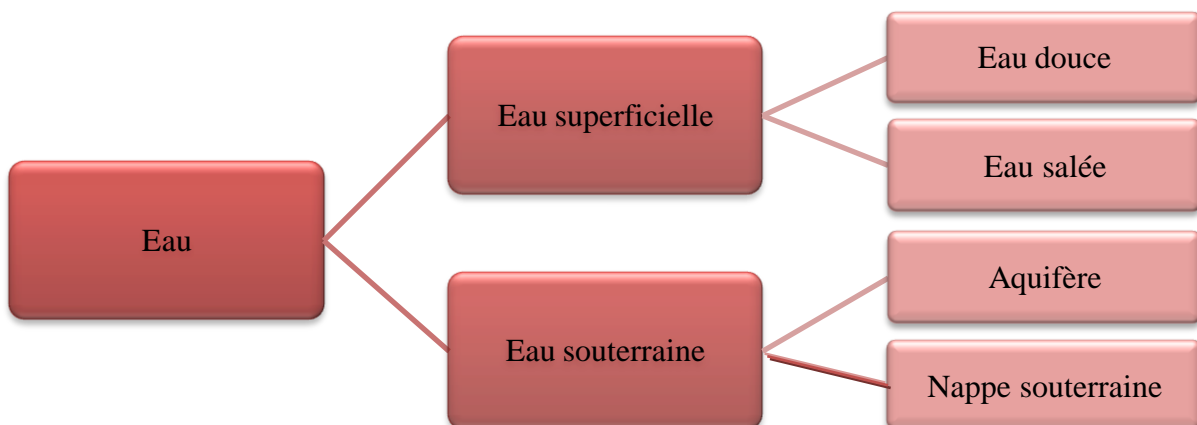 Eau
Eau superficielle
Eau douce
Eau salée
Eau souterraine
Aquifère
Nappe souterraine